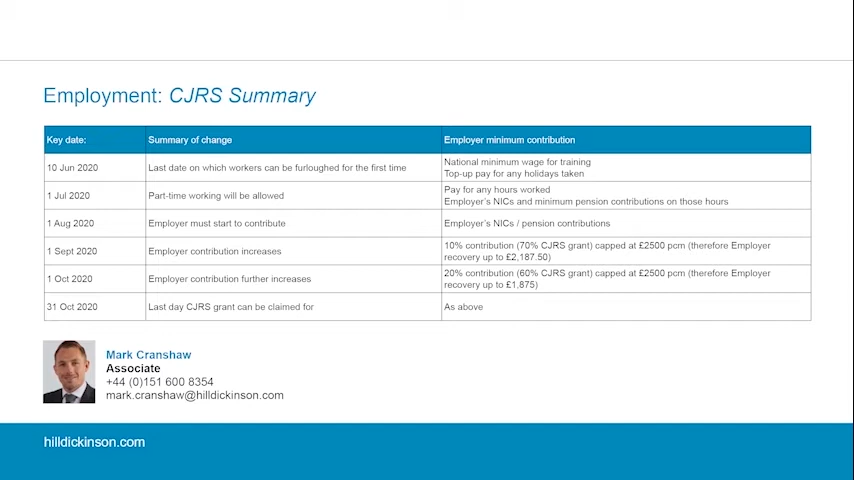 Employment: CJRS Summary
Key date: Summary of change Employer minimum contribution
10 Jun 2020 Last date on which workers can be furloughed for the first time National minimum wage for training
Top-up pay for any holidays taken
1 Jul 2020 Part-time working will be allowed Pay for any hours worked
Employer's NICs and minimum pension contributions on those hours
1 Aug 2020 Employer must start to contribute Employer's NICs / pension contributions
1 Sept 2020 Employer contribution increases 10% contribution (70% CJRS grant) capped at £2500 pcm (therefore Employer
recovery up to £2,187.50)
1 Oct 2020 Employer contribution further increases 20% contribution (60% CJRS grant) capped at £2500 pcm (therefore Employer
recovery up to £1,875)
31 Oct 2020 Last day CJRS grant can be claimed for As above
Mark Cranshaw
Associate
+44 (0)151 600 8354
mark.cranshaw@hilldickinson.com
hilldickinson.com